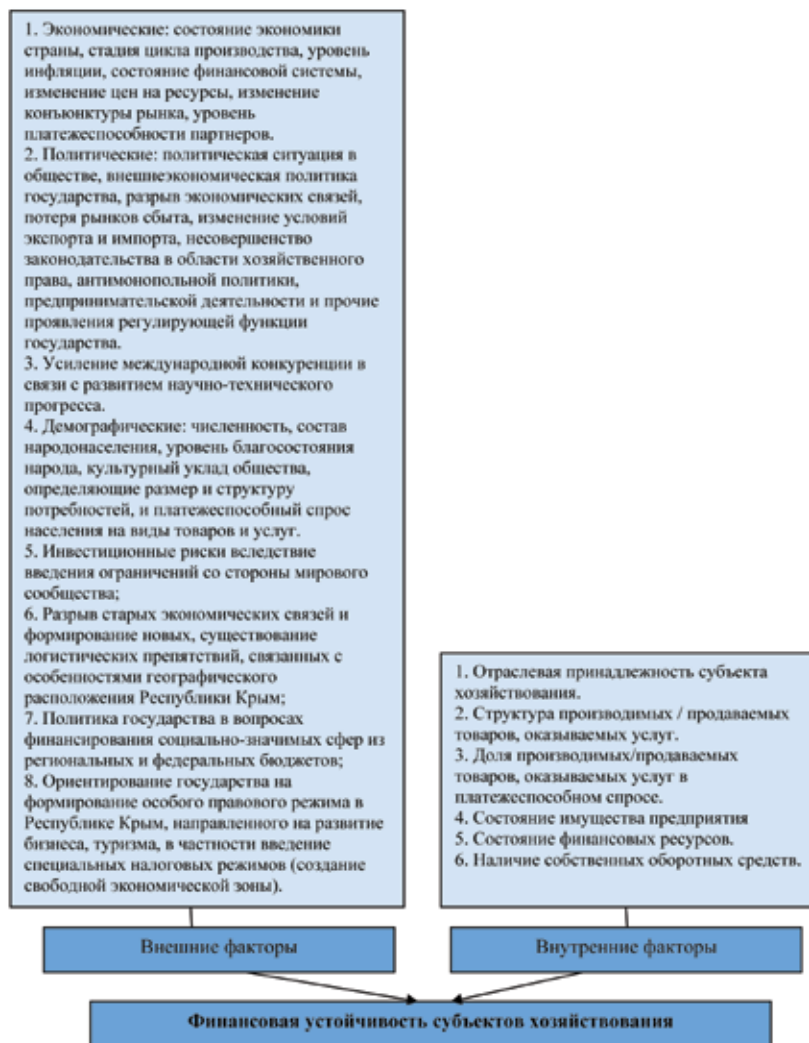 1. Экономические: состояние экономики
страны, стадия цикла производства, уровень
инфляции, состояние финансовой системы,
изменение цен на ресурсы, изменение
конъюнктуры рынка, уровень
платежеспособности партнеров.
2. Политические: политическая ситуация в
обществе, внешнеэкономическая политика
государства, разрыв экономических связей,
потеря рынков сбыта, изменение условий
экспорта и импорта, несовершенство
законодательства в области хозяйственного
права, антимонопольной политики,
предпринимательской деятельности и прочие
проявления регулирующей функции
государства.
3. Усиление международной конкуренции в
связи с развитием научно-технического
прогресса.
4. Демографические: численность, состав
народонаселения, уровень благосостояния
народа, культурный уклад общества,
определяющие размер и структуру
потребностей, и платежеспособный спрос
населения на виды товаров и услуг.
5. Инвестиционные риски вследствие
введения ограничений со стороны мирового
сообщества;
6. Разрыв старых экономических связей и
формирование новых, существование
логистических препятствий, связанных с
особенностями географического
расположения Республики Крым;
7. Политика государства в вопросах
финансирования социально-значимых сфер из
региональных и федеральных бюджетов;
8. Ориентирование государства на
формирование особого правового режима в
Республике Крым, направленного на развитие
бизнеса, туризма, в частности введение
специальных налоговых режимов (создание
свободной экономической зоны).
1. Отраслевая принадлежность субъекта
хозяйствования.
2. Структура производимых / продаваемых
товаров, оказываемых услуг.
3. Доля производимых/продаваемых
товаров, оказываемых услуг в
платежеспособном спросе.
4. Состояние имущества предприятия
5. Состояние финансовых ресурсов.
6. Наличие собственных оборотных средств.
Внешние факторы
Внутренние факторы
Финансовая устойчивость субъектов хозяйствования